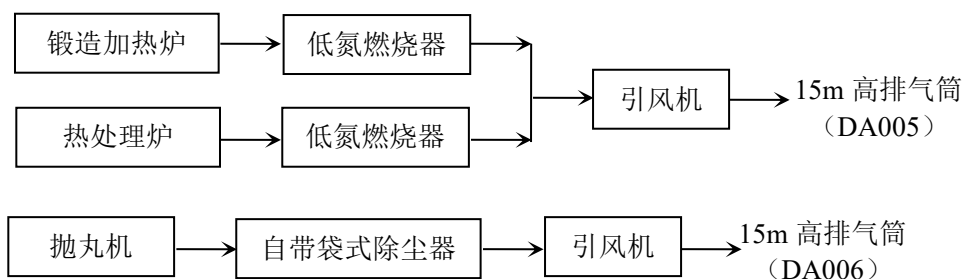 锻造加热炉
低氮燃烧器
热处理炉
低氮燃烧器
引风机
15m 高排气筒
（DA005）
抛丸机
自带袋式除尘器
引风机
15m 高排气筒
（DA006）